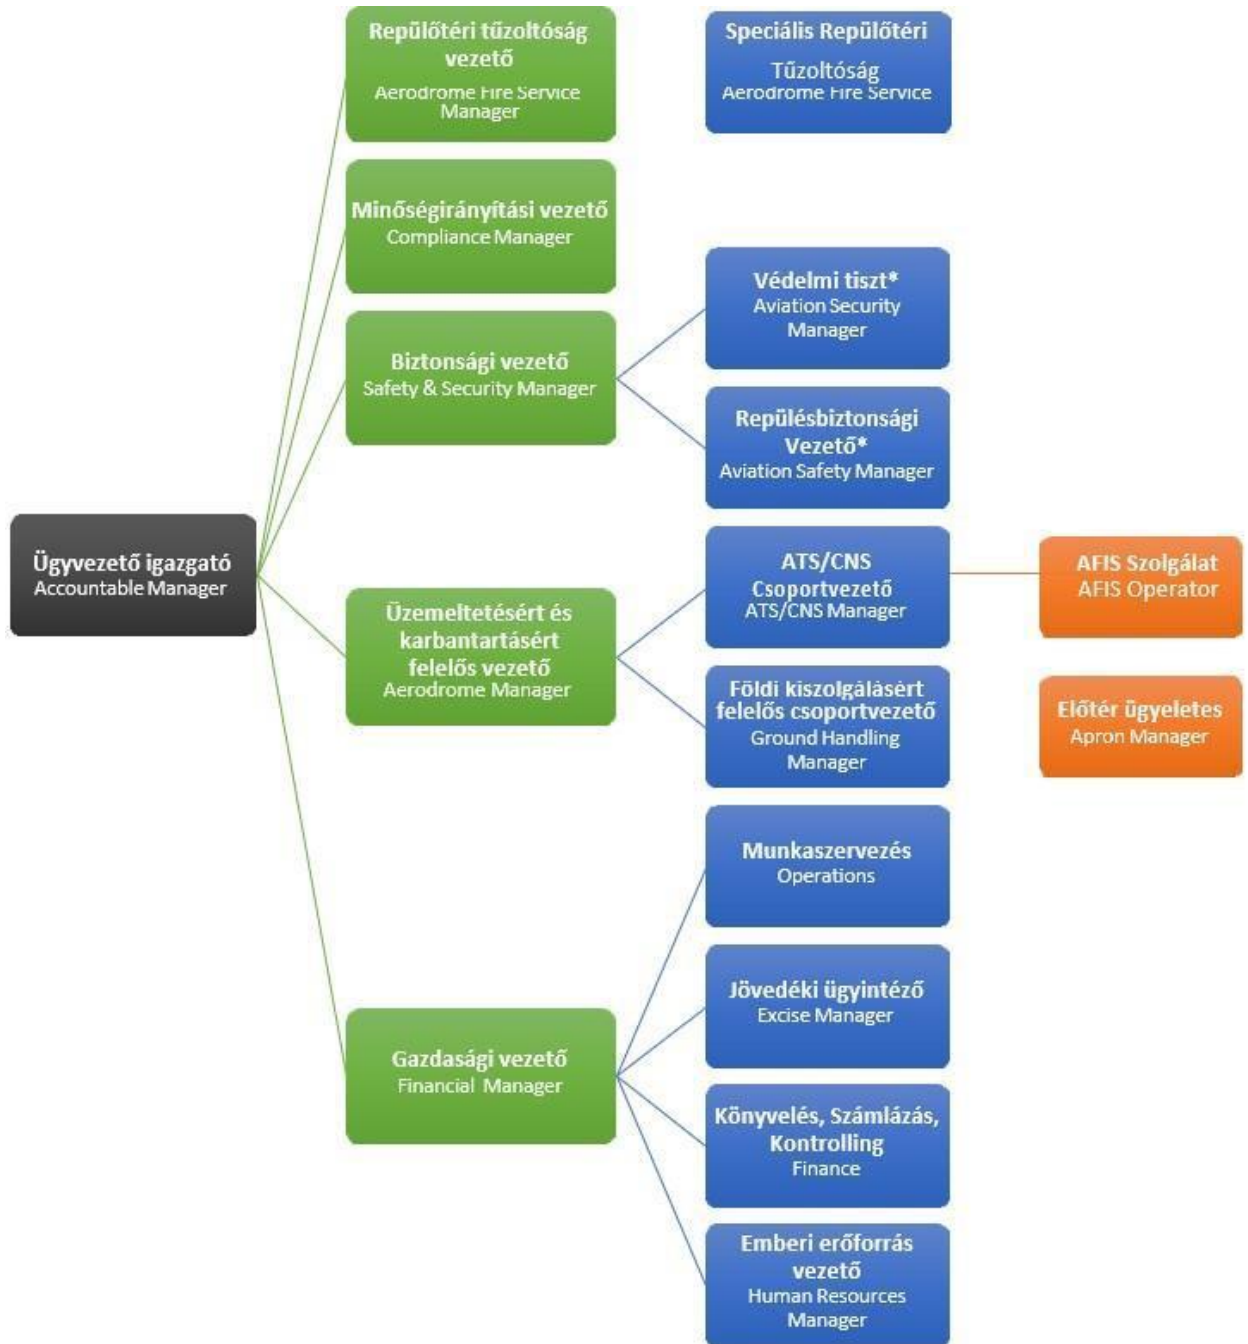 Repülőtéri tűzoltóság
vezető
Aerodrome Fire Service
Manager
Speciális Repülőtéri
Tűzoltóság
Aerodrome Fire Service
Minőségirányítási vezető
Compliance Manager
Biztonsági vezető
Safety & Security Manager
Védelmi tiszt*
Aviation Security
Manager
Repülésbiztonsági
Vezető*
Aviation Safety Manager
Ügyvezető igazgató
Accountable Manager
Üzemeltetésért és
karbantartásért
felelős vezető
Aerodrome Manager
ATS/CNS
Csoportvezető
ATS/CNS Manager
AFIS Szolgálat
AFIS Operator
Földi kiszolgálásért
felelős csoportvezető
Ground Handling
Manager
Előtér ügyeletes
Apron Manager
Gazdasági vezető
Financial Manager
Munkaszervezés
Operations
Jövedéki ügyintéző
Excise Manager
Könyvelés, Számlázás,
Kontrolling
Finance
Emberi erőforrás
vezető
Human Resources
Manager